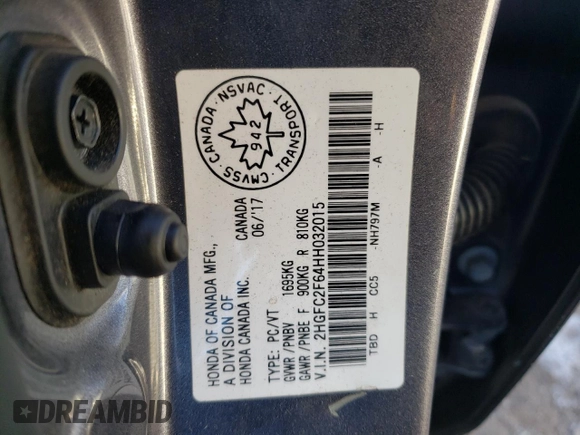 HONDA OF CANADA MFG.,
A DIVISION OF
HONDA CANADA INC.
CANADA
06/'17
TYPE: PC/VT
GVWR /PNBV 1695KG
GAWR /PNBE F 900KG R 810KG
V.I.N. 2HGFC2F64HH032015
TBD H CC5 -NH797M -A -H
CMVSS · CANADA · NSVAC · TRANSPORT
942
DREAMBID